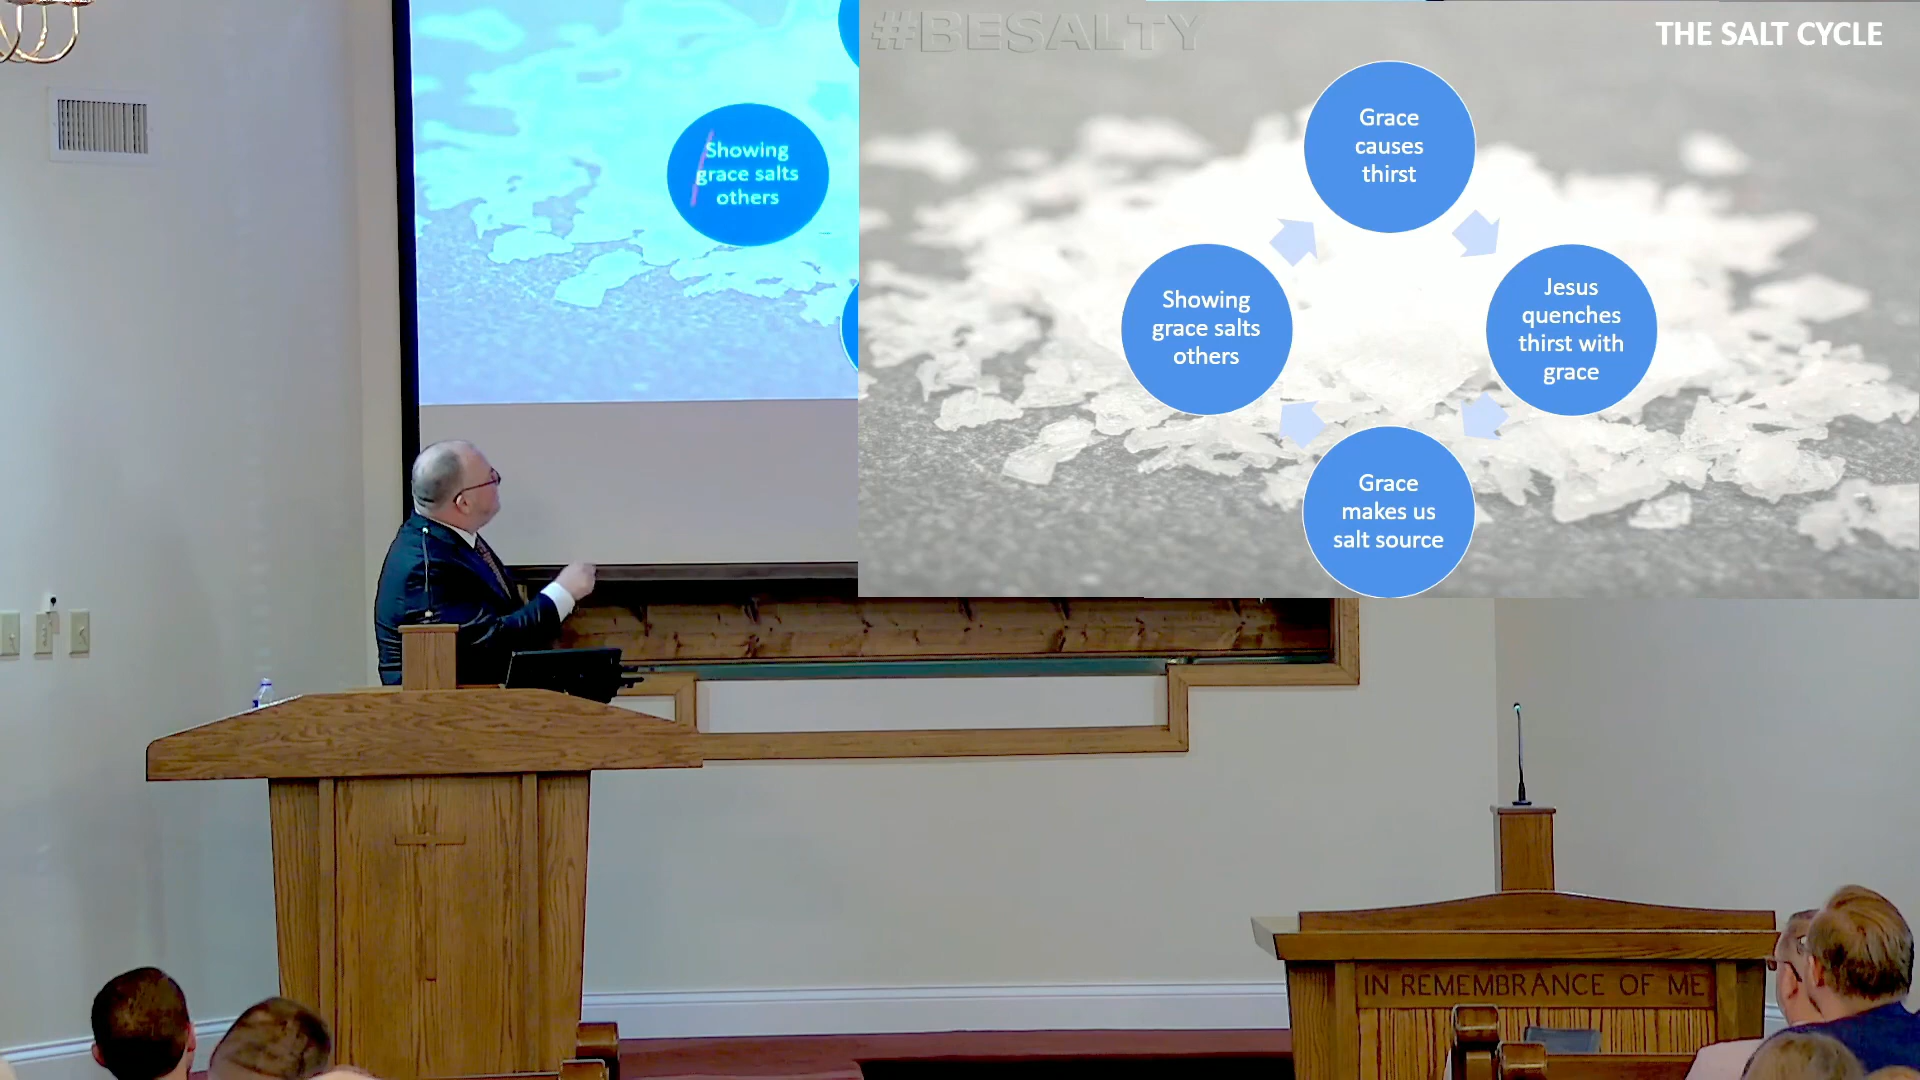 Showing
grace salts
others
#BESALTY
THE SALT CYCLE
Grace
causes
thirst
Jesus
quenches
thirst with
grace
Grace
makes us
salt source
Showing
grace salts
others
IN REMEMBRANCE OF ME